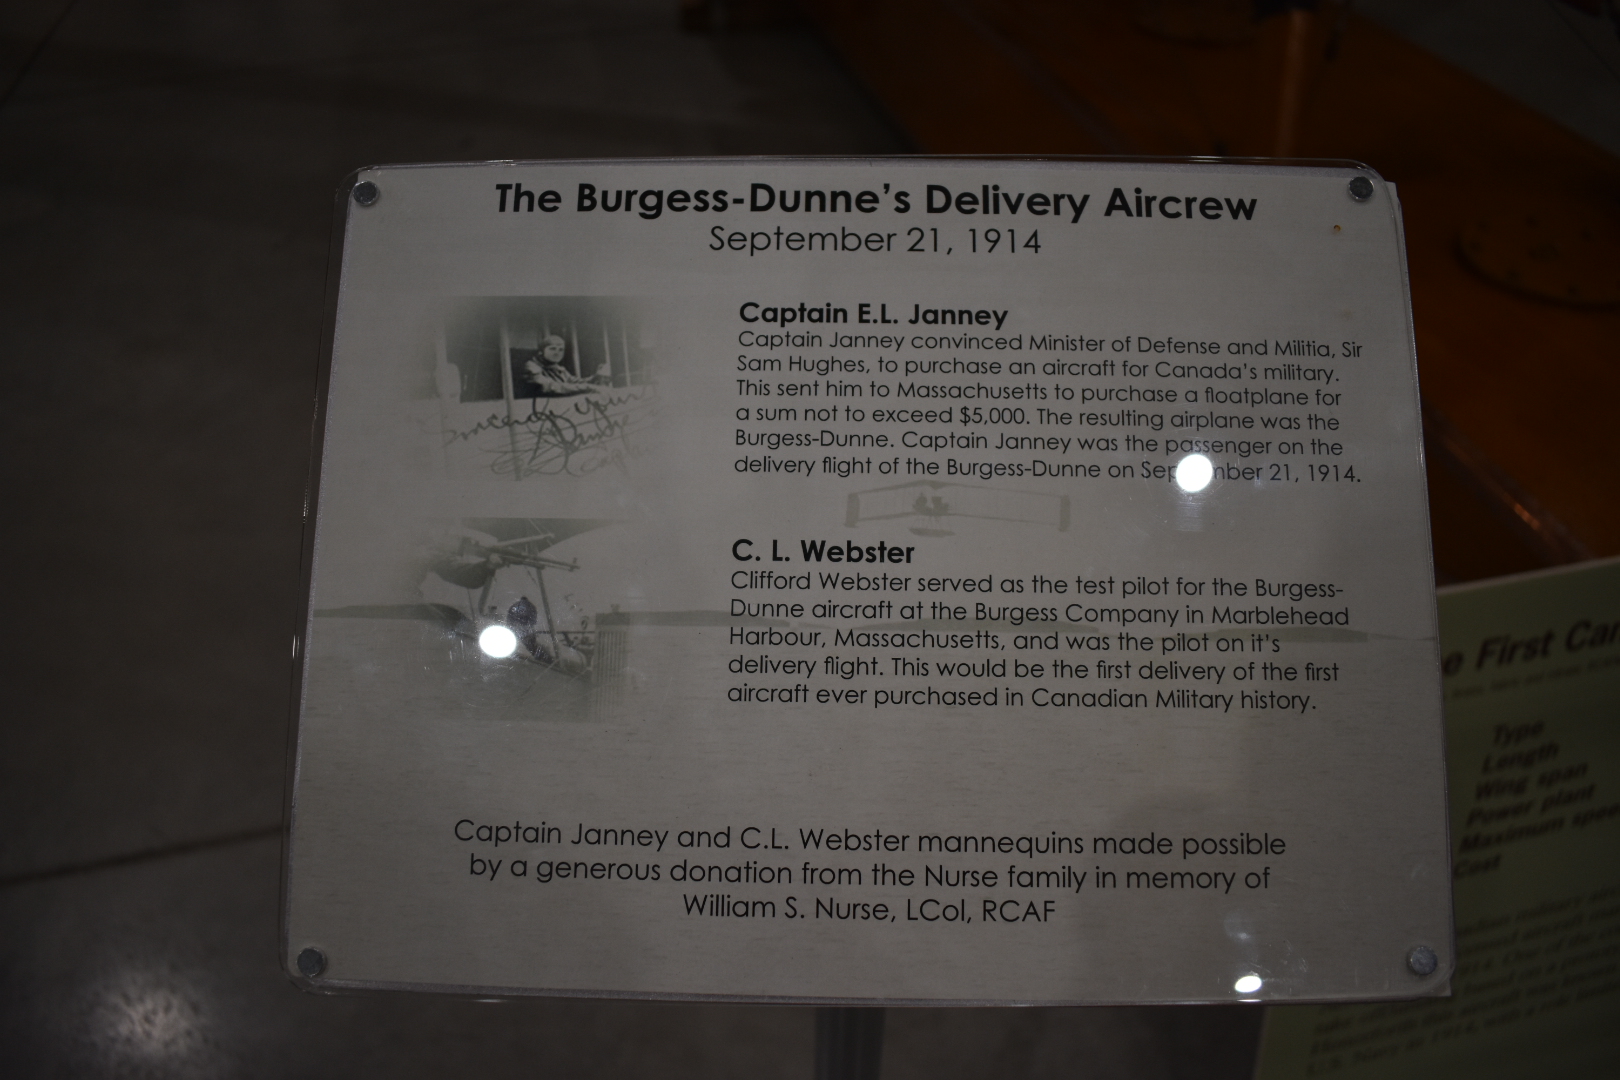 The Burgess-Dunne’s Delivery Aircrew
September 21, 1914
Captain E.L. Janney
Captain Janney convinced Minister of Defense and Militia, Sir
Sam Hughes, to purchase an aircraft for Canada’s military.
This sent him to Massachusetts to purchase a floatplane for
a sum not to exceed $5,000. The resulting airplane was the
Burgess-Dunne. Captain Janney was the passenger on the
delivery flight of the Burgess-Dunne on September 21, 1914.
C. L. Webster
Clifford Webster served as the test pilot for the Burgess-
Dunne aircraft at the Burgess Company in Marblehead
Harbour, Massachusetts, and was the pilot on it’s
delivery flight. This would be the first delivery of the first
aircraft ever purchased in Canadian Military history.
Captain Janney and C.L. Webster mannequins made possible
by a generous donation from the Nurse family in memory of
William S. Nurse, LCol, RCAF
First
Type
Length
Wing span
Power plant
Maximum
Cost